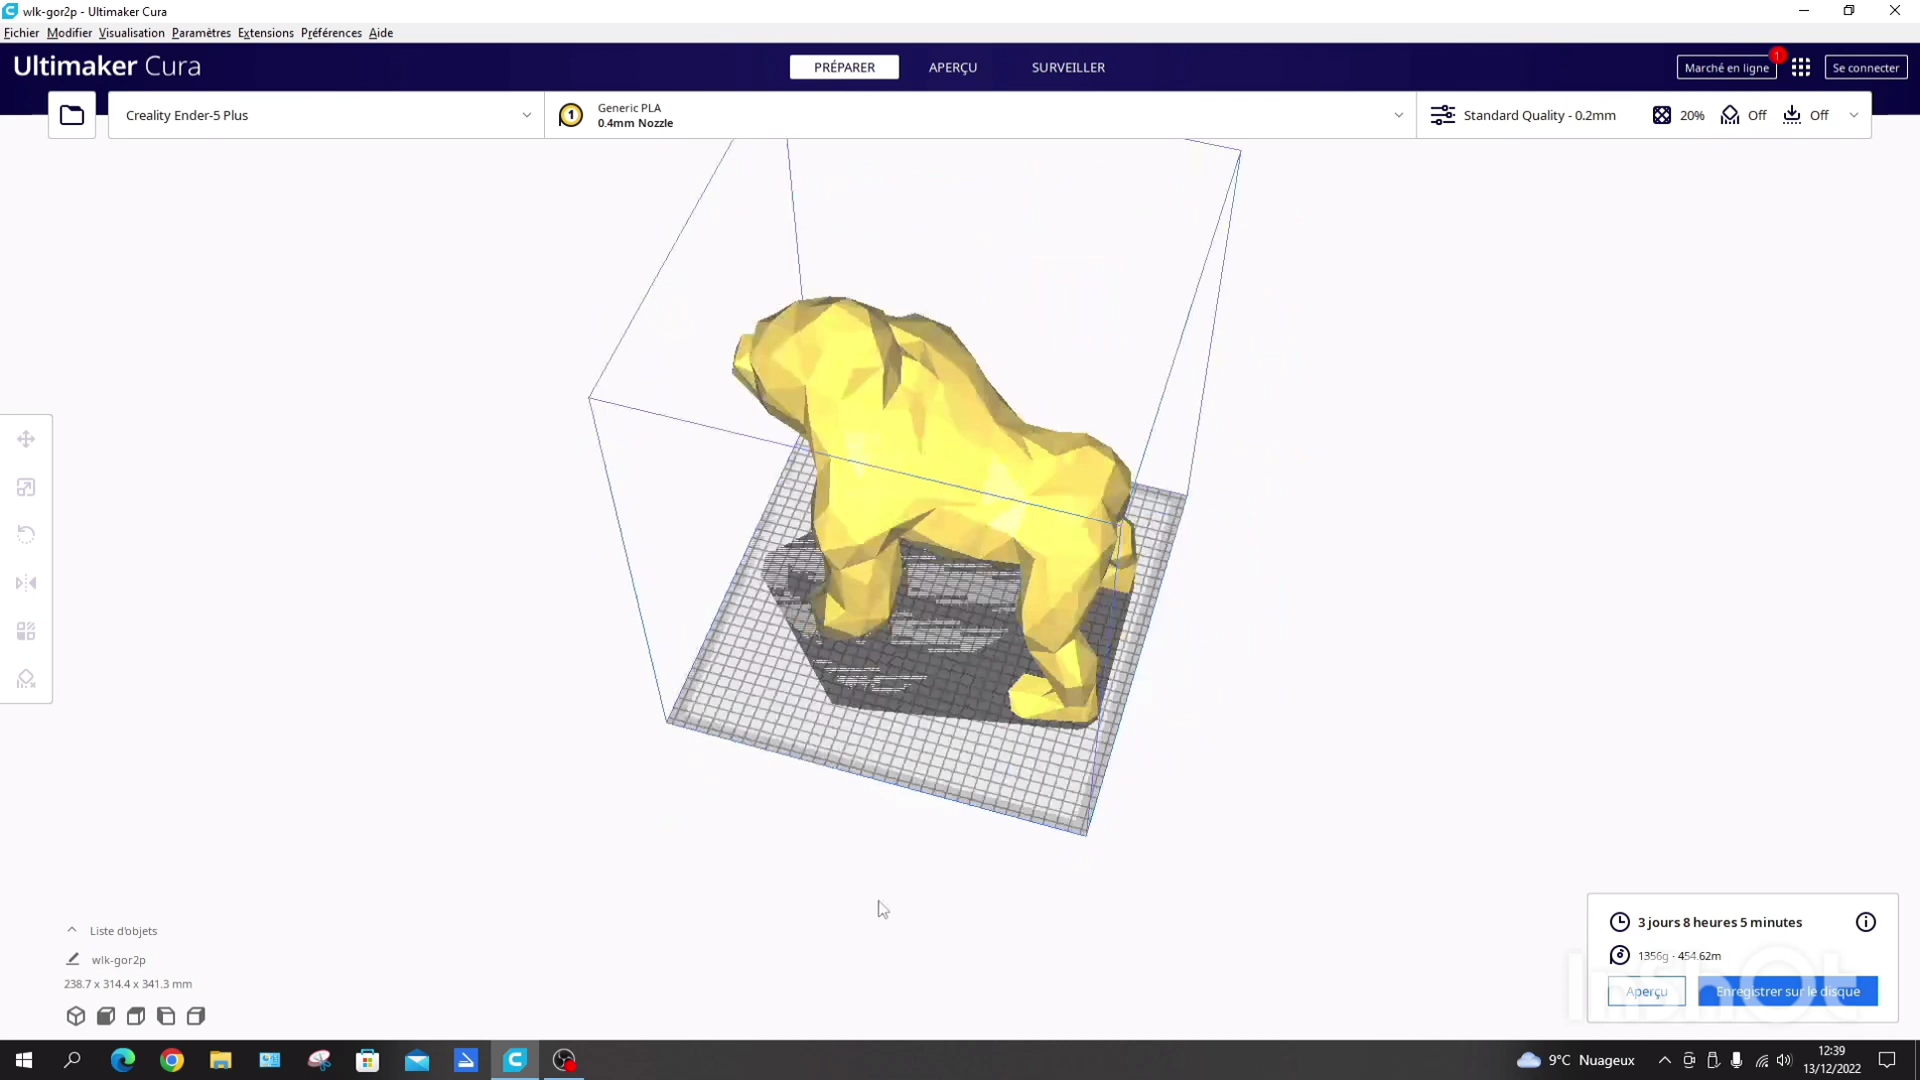 wlk-gor2p - Ultimaker Cura
Fichier Modifier Visualisation Paramètres Extensions Préférences Aide
Ultimaker Cura
PRÉPARER APERÇU SURVEILLER
Marché en ligne 1 Se connecter
Creality Ender-5 Plus
1 Generic PLA
0.4mm Nozzle
Standard Quality - 0.2mm 20% Off Off
Liste d'objets
wlk-gor2p
238.7 x 314.4 x 341.3 mm
3 jours 8 heures 5 minutes
1356g · 454.62m
Aperçu Enregistrer sur le disque
InShOt
9°C Nuageux
12:39
13/12/2022